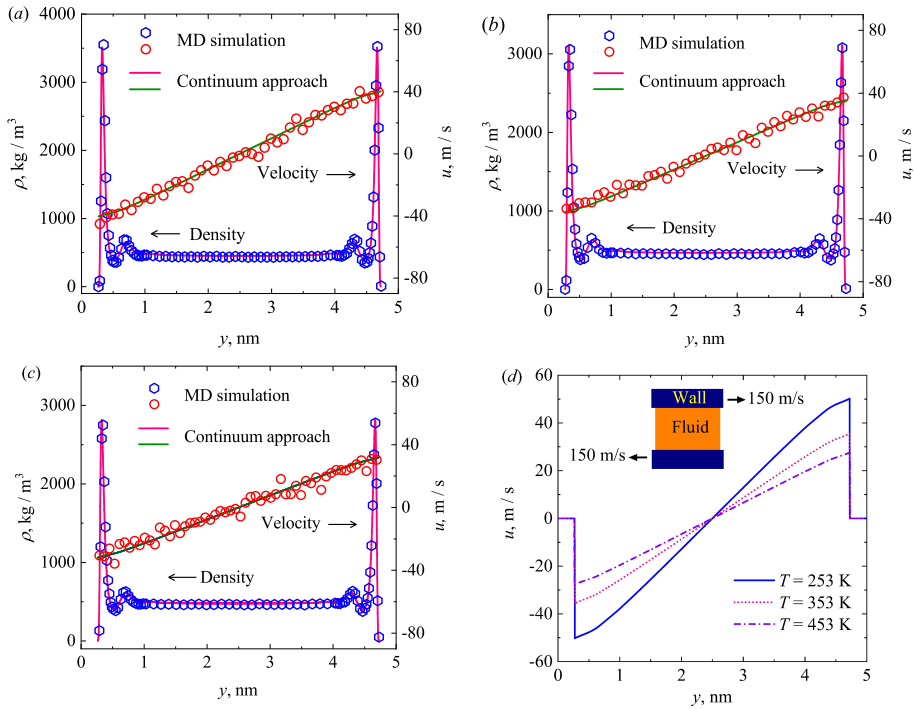 (a)
MD simulation
Continuum approach
Velocity
Density
ρ, kg / m³
4000
3000
2000
1000
0
u, m / s
80
40
0
-40
-80
0 1 2 3 4 5
y, nm
(b)
MD simulation
Continuum approach
Velocity
Density
ρ, kg / m³
3000
2000
1000
0
u, m / s
80
40
0
-40
-80
0 1 2 3 4 5
y, nm
(c)
MD simulation
Continuum approach
Velocity
Density
ρ, kg / m³
3000
2000
1000
0
u, m / s
80
40
0
-40
-80
0 1 2 3 4 5
y, nm
(d)
Wall
150 m/s
Fluid
150 m/s
T = 253 K
T = 353 K
T = 453 K
u, m / s
60
40
20
0
-20
-40
-60
0 1 2 3 4 5
y, nm